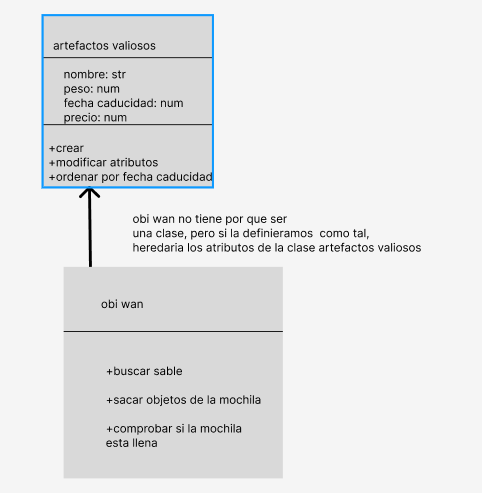 artefactos valiosos
nombre: str
peso: num
fecha caducidad: num
precio: num
+crear
+modificar atributos
+ordenar por fecha caducidad
obi wan no tiene por que ser
una clase, pero si la definieramos como tal,
heredaria los atributos de la clase artefactos valiosos
obi wan
+buscar sable
+sacar objetos de la mochila
+comprobar si la mochila
esta llena